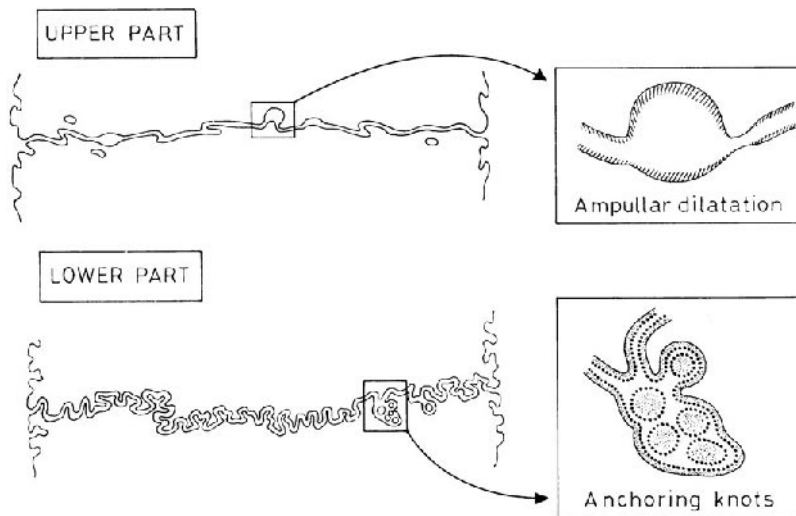 UPPER PART
Ampullar dilatation
LOWER PART
Anchoring knots